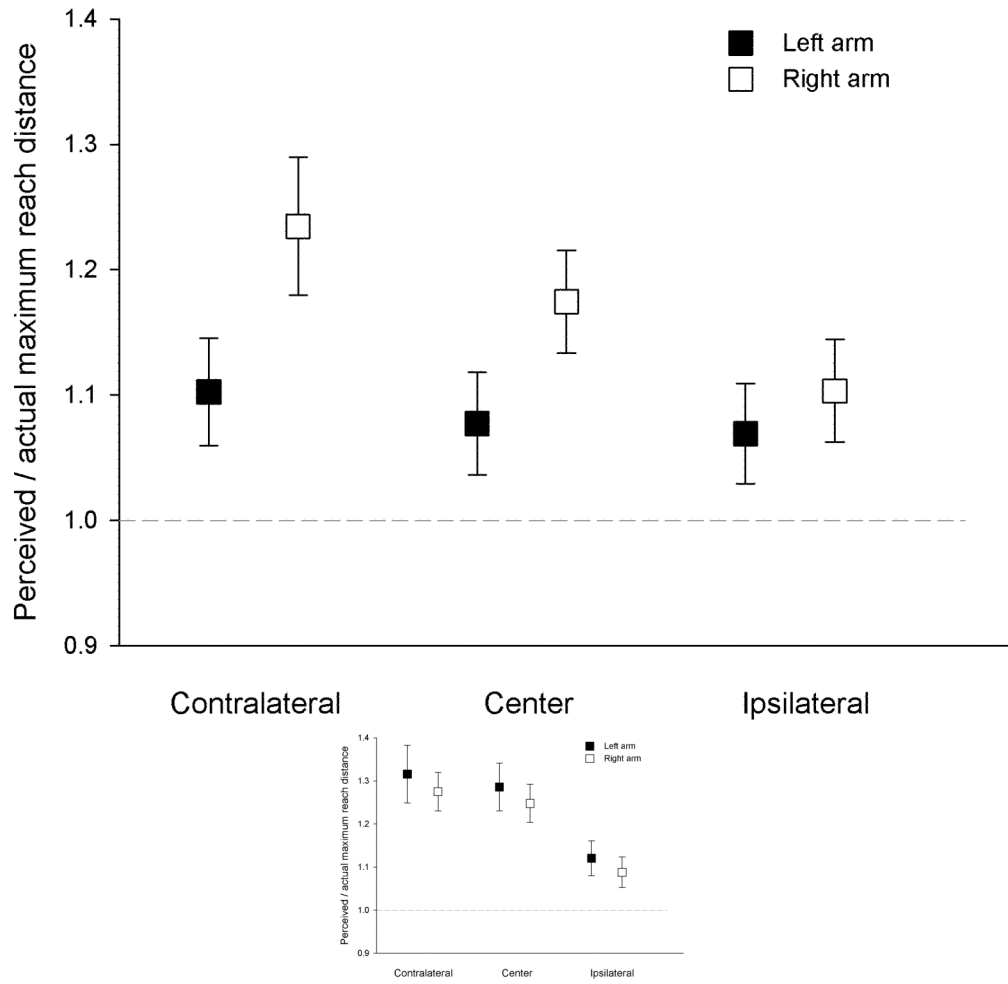 Perceived / actual maximum reach distance
1.4
1.3
1.2
1.1
1.0
0.9
Left arm
Right arm
Contralateral Center Ipsilateral
Perceived / actual maximum reach distance
1.4
1.3
1.2
1.1
1.0
0.9
Left arm
Right arm
Contralateral Center Ipsilateral